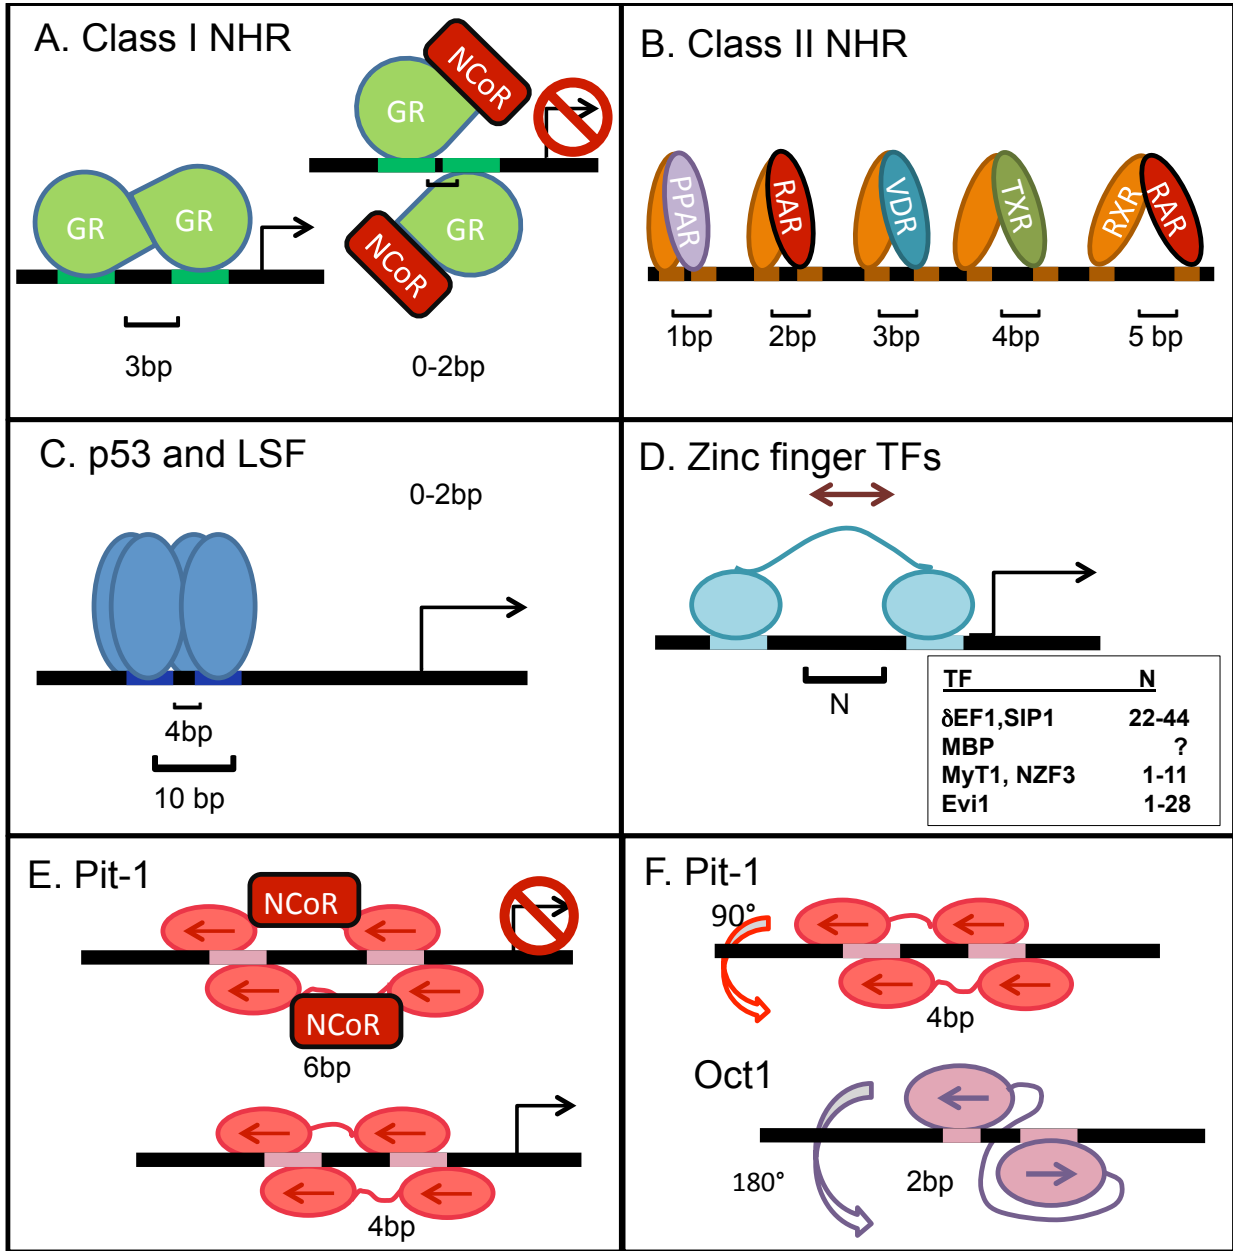 A. Class I NHR
NCoR
GR
GR
GR
GR
NCoR
3bp
0-2bp
B. Class II NHR
PPAR
RAR
VDR
TXR
RXR
RAR
1bp
2bp
3bp
4bp
5 bp
C. p53 and LSF
0-2bp
4bp
10 bp
D. Zinc finger TFs
N
TF N
δEF1,SIP1 22-44
MBP ?
MyT1, NZF3 1-11
Evi1 1-28
E. Pit-1
NCoR
NCoR
6bp
4bp
F. Pit-1
90°
4bp
Oct1
180°
2bp